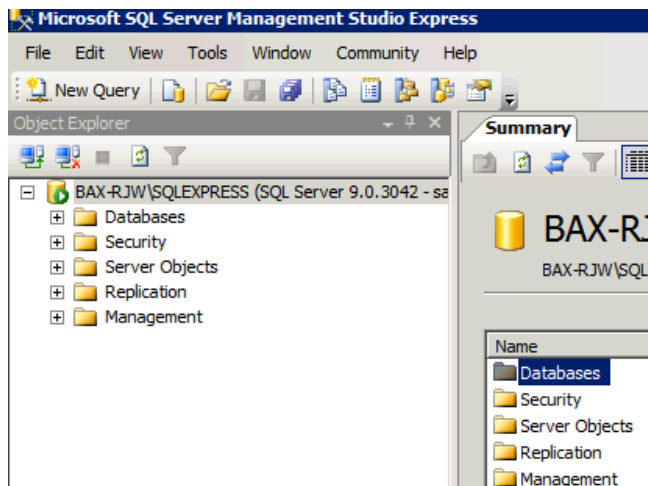 Microsoft SQL Server Management Studio Express
File Edit View Tools Window Community Help
New Query
Object Explorer
BAX-RJW\SQLEXPRESS (SQL Server 9.0.3042 - sa
Databases
Security
Server Objects
Replication
Management
Summary
BAX-RJ
BAX-RJW\SQL
Name
Databases
Security
Server Objects
Replication
Management